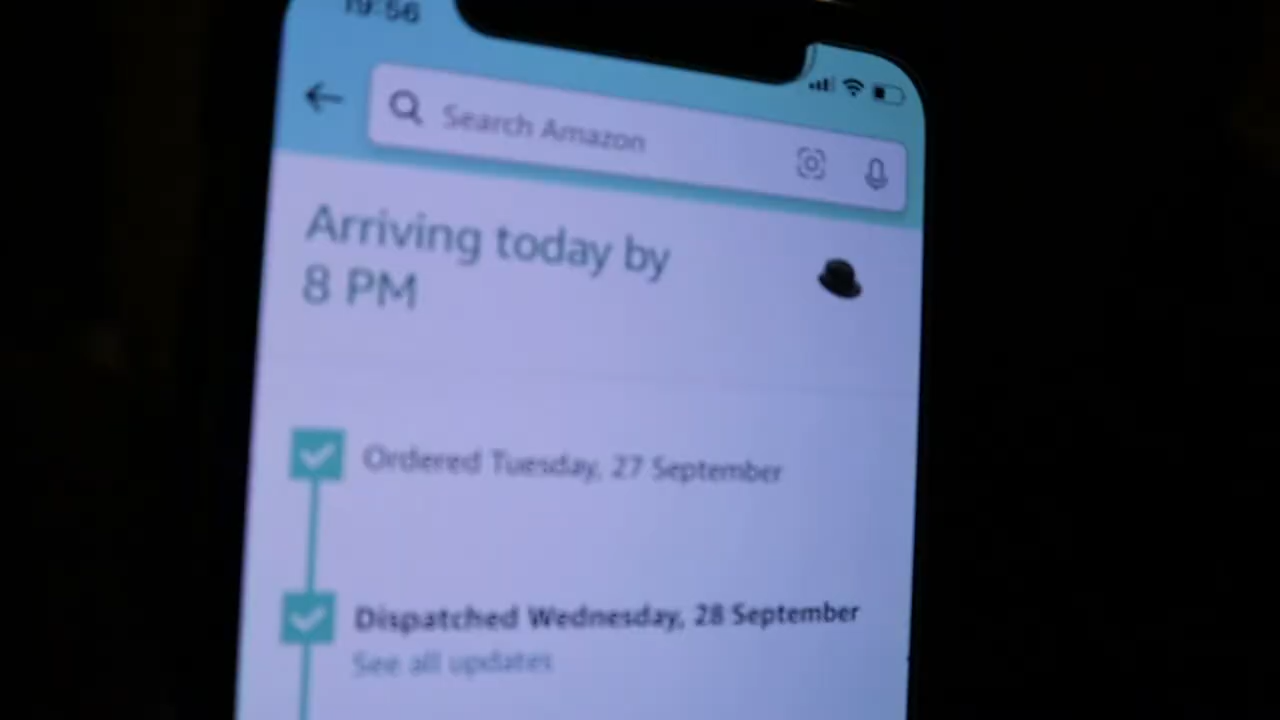 19:56
Search Amazon
Arriving today by
8 PM
Ordered Tuesday, 27 September
Dispatched Wednesday, 28 September
See all updates